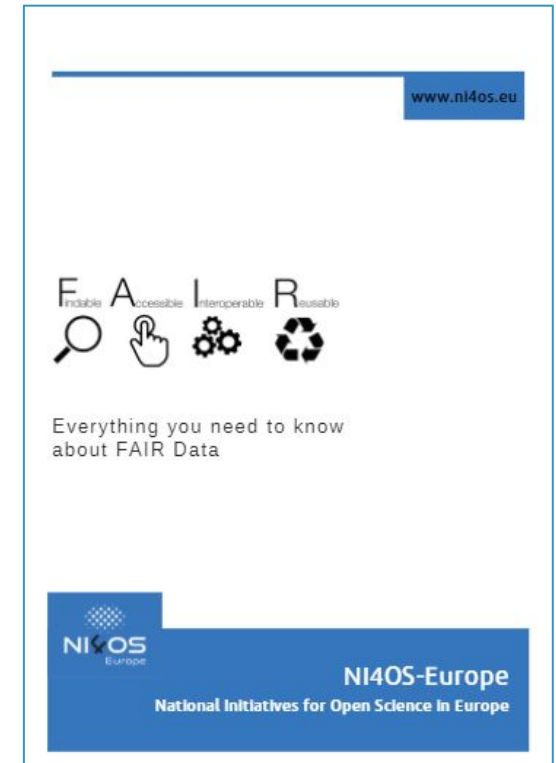 www.ni4os.eu
Findable Accessible Interoperable Reusable
Everything you need to know
about FAIR Data
NI4OS
Europe
NI4OS-Europe
National Initiatives for Open Science in Europe